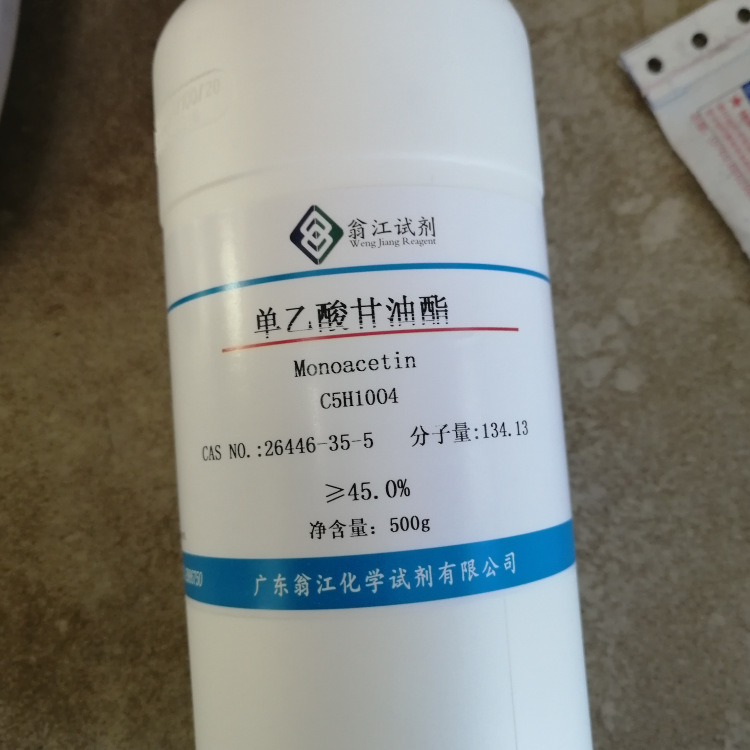 翁江试剂
Weng Jiang Reagent
单乙酸甘油酯
Monoacetin
C5H10O4
CAS NO.:26446-35-5 分子量:134.13
≥45.0%
净含量：500g
广东翁江化学试剂有限公司